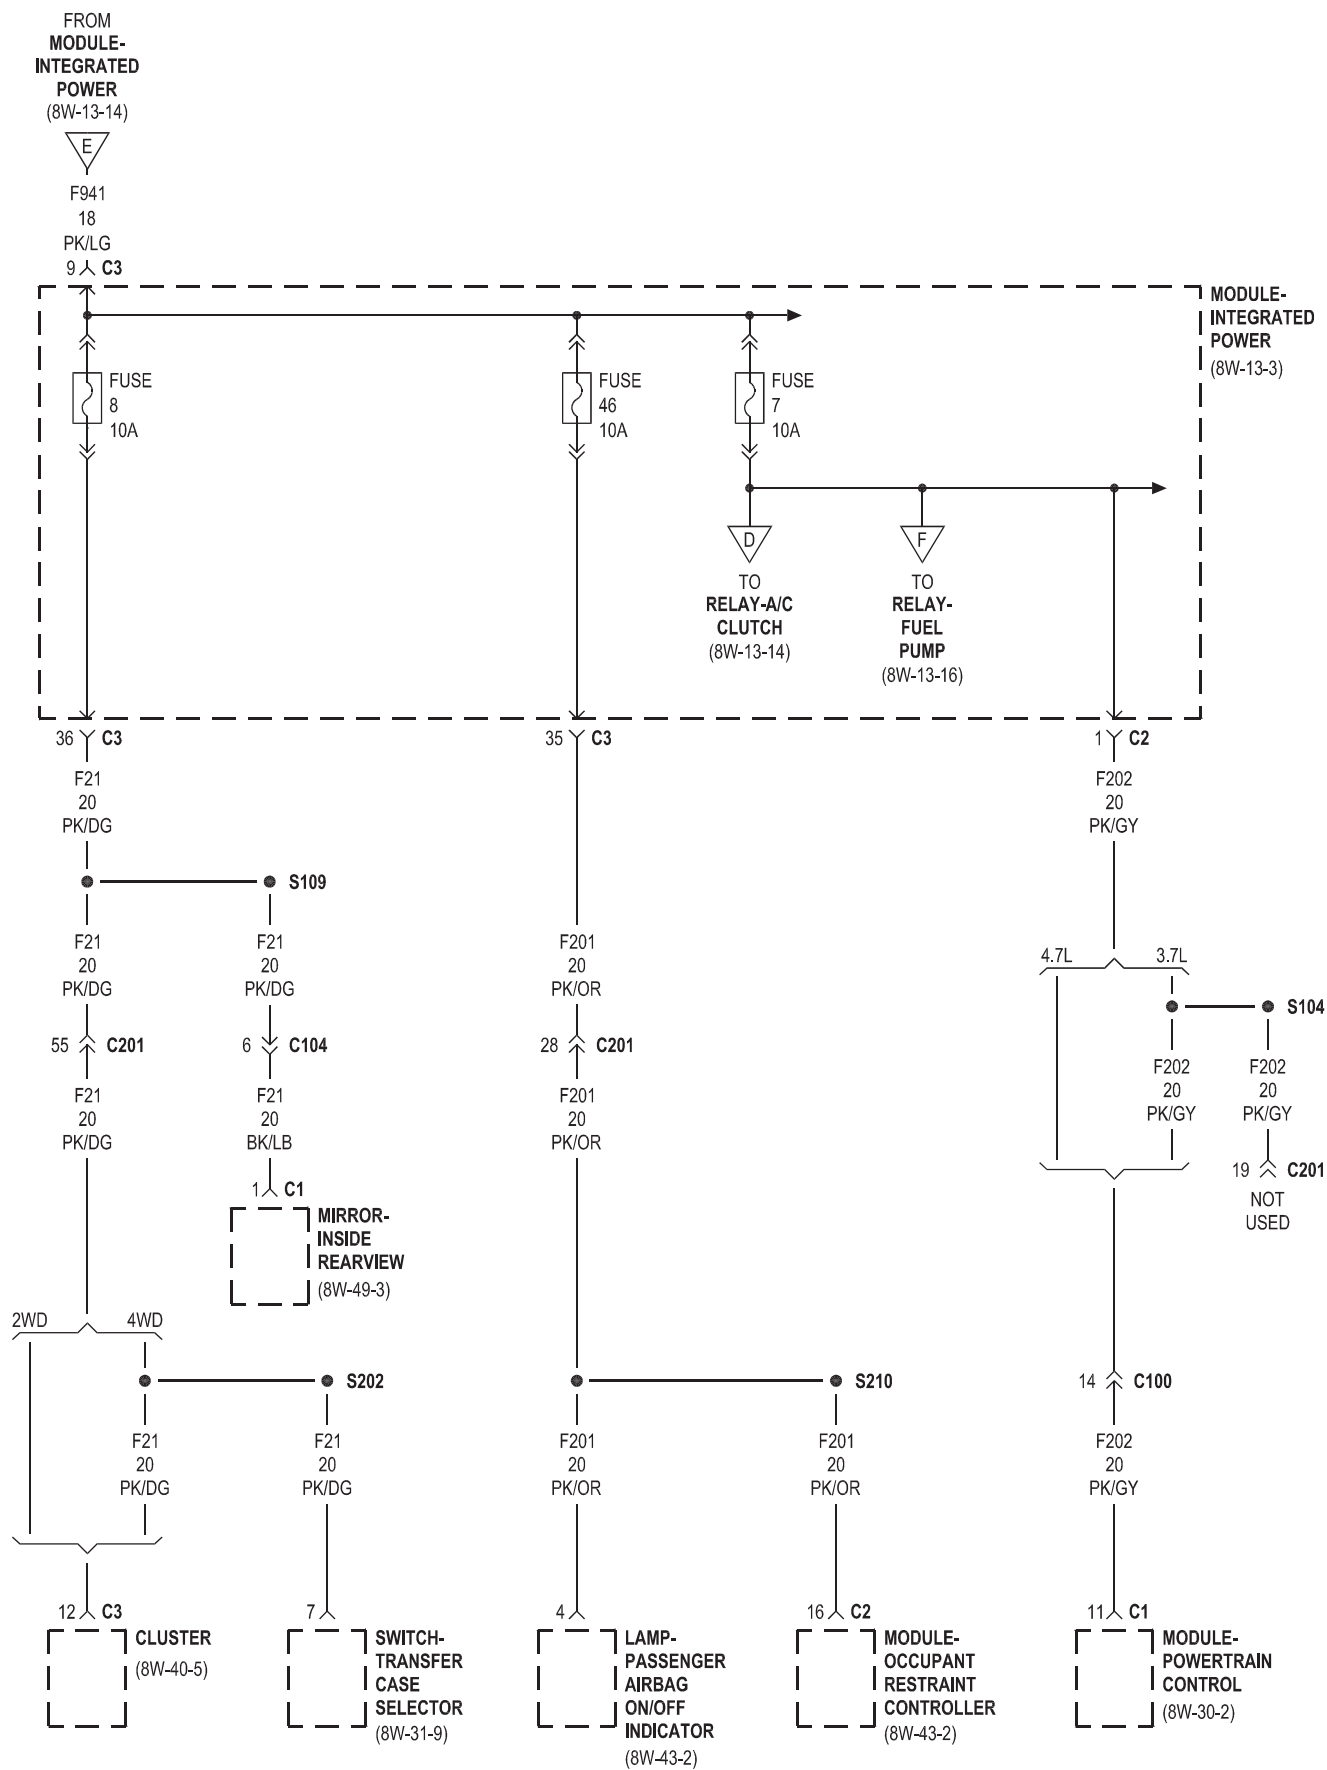 FROM
MODULE-
INTEGRATED
POWER
(8W-13-14)
E
F941
18
PK/LG
9 C3
MODULE-
INTEGRATED
POWER
(8W-13-3)
FUSE
8
10A
FUSE
46
10A
FUSE
7
10A
D
TO
RELAY-A/C
CLUTCH
(8W-13-14)
F
TO
RELAY-
FUEL
PUMP
(8W-13-16)
36 C3
35 C3
1 C2
F21
20
PK/DG
F202
20
PK/GY
S109
F21
20
PK/DG
F21
20
PK/DG
F201
20
PK/OR
4.7L
3.7L
S104
55 C201
6 C104
28 C201
F21
20
PK/DG
F21
20
BK/LB
F201
20
PK/OR
F202
20
PK/GY
F202
20
PK/GY
19 C201
NOT
USED
1 C1
MIRROR-
INSIDE
REARVIEW
(8W-49-3)
2WD
4WD
S202
S210
14 C100
F21
20
PK/DG
F21
20
PK/DG
F201
20
PK/OR
F201
20
PK/OR
F202
20
PK/GY
12 C3
CLUSTER
(8W-40-5)
7
SWITCH-
TRANSFER
CASE
SELECTOR
(8W-31-9)
4
LAMP-
PASSENGER
AIRBAG
ON/OFF
INDICATOR
(8W-43-2)
16 C2
MODULE-
OCCUPANT
RESTRAINT
CONTROLLER
(8W-43-2)
11 C1
MODULE-
POWERTRAIN
CONTROL
(8W-30-2)